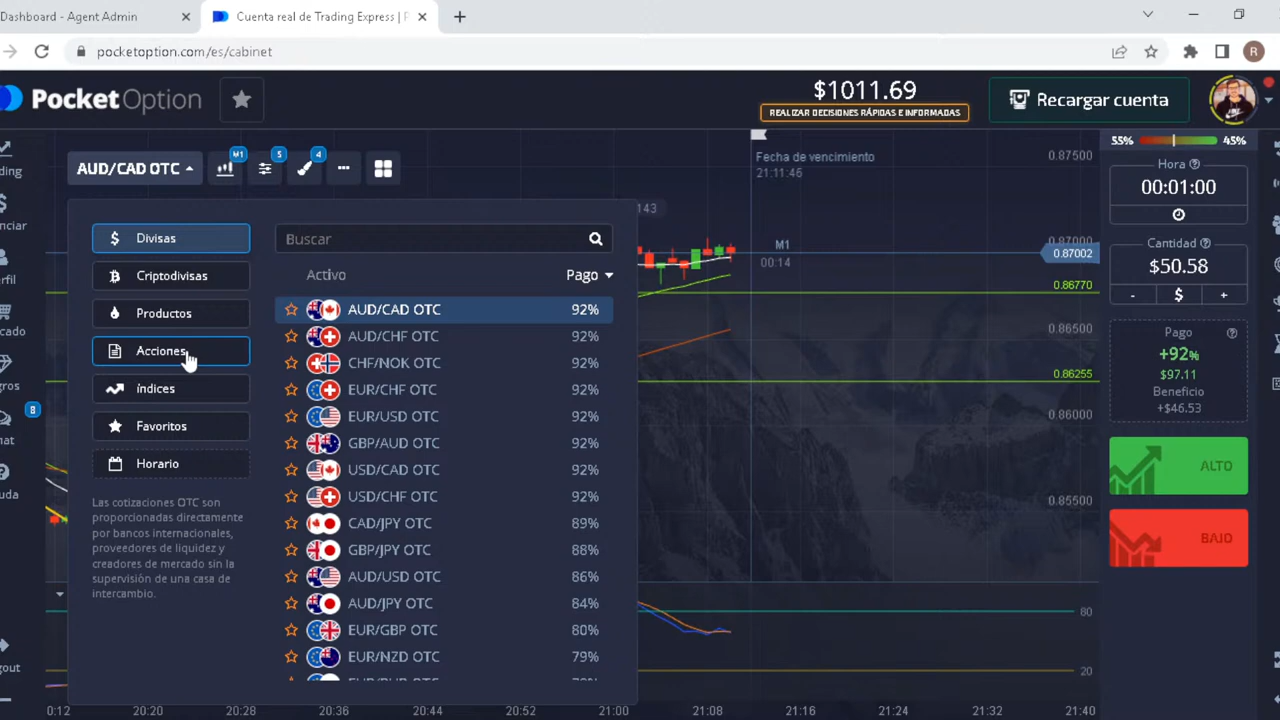 Dashboard - Agent Admin
Cuenta real de Trading Express | P
pocketoption.com/es/cabinet
R
PocketOption
$1011.69
REALIZAR DECISIONES RÁPIDAS E INFORMADAS
Recargar cuenta
AUD/CAD OTC
M1
5
4
Fecha de vencimiento
21:11:46
0.87500
55%
45%
Hora
00:01:00
Divisas
Criptodivisas
Productos
Acciones
índices
Favoritos
Horario
Las cotizaciones OTC son
proporcionadas directamente
por bancos internacionales,
proveedores de liquidez y
creadores de mercado sin la
supervisión de una casa de
intercambio.
Buscar
Activo
Pago
AUD/CAD OTC 92%
AUD/CHF OTC 92%
CHF/NOK OTC 92%
EUR/CHF OTC 92%
EUR/USD OTC 92%
GBP/AUD OTC 92%
USD/CAD OTC 92%
USD/CHF OTC 92%
CAD/JPY OTC 89%
GBP/JPY OTC 88%
AUD/USD OTC 86%
AUD/JPY OTC 84%
EUR/GBP OTC 80%
EUR/NZD OTC 79%
143
M1
00:14
0.87002
0.86770
0.86500
0.86255
0.86000
0.85500
80
20
Cantidad
$50.58
-
$
+
Pago
+92%
$97.11
Beneficio
+$46.53
ALTO
BAJO
8
0:12
20:20
20:28
20:36
20:44
20:52
21:00
21:08
21:16
21:24
21:32
21:40